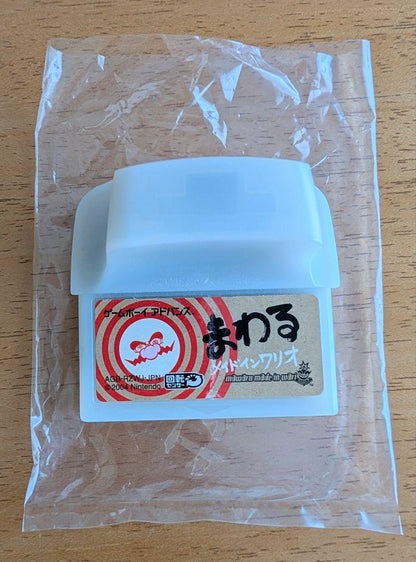 ゲームボーイアドバンス
まわる
メイドインワリオ
mawaru made in wario
AGB-RZWJ-JPN
©2004 Nintendo
回転
センサー